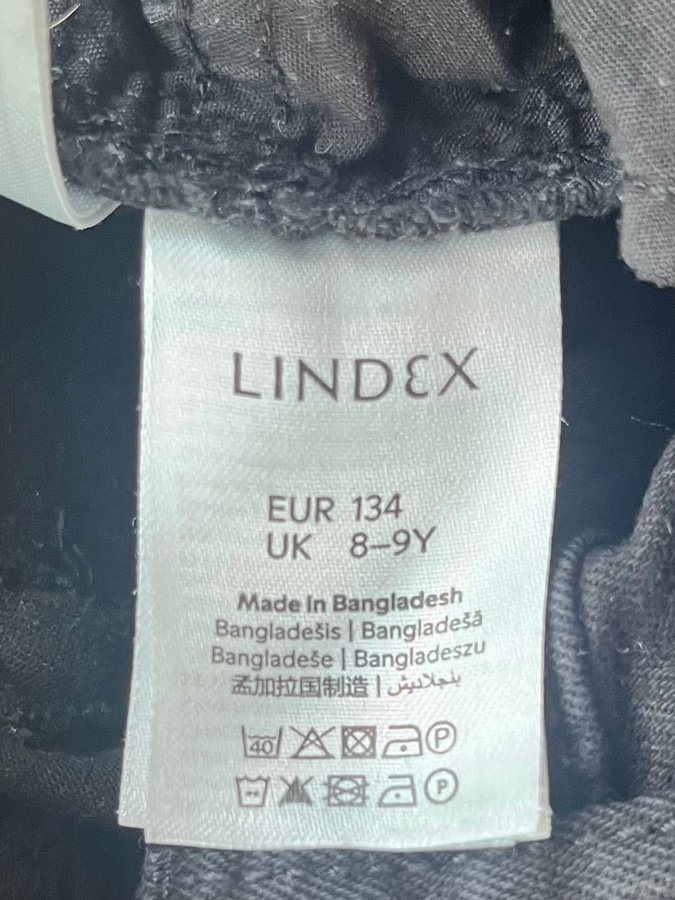 LINDEX
EUR 134
UK 8–9Y
Made In Bangladesh
Bangladešis | Bangladešā
Bangladeše | Bangladeszu
孟加拉国制造 | بنجلاديش
40 P
P